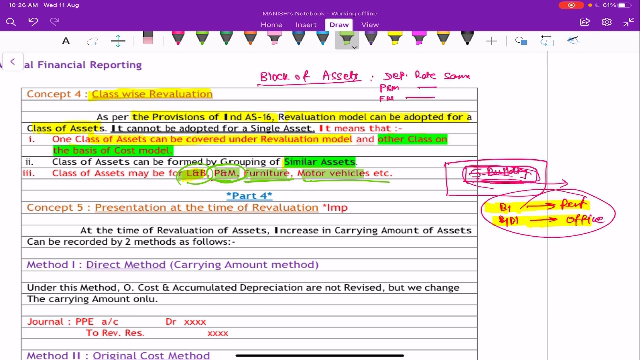 10:26 AM Wed 11 Aug
MANISH's Notebook - Working offline
Home Insert Draw View
al Financial Reporting
Block of Assets : Dep. Rate same
P&M
Concept 4 : Class wise Revaluation
As per the Provisions of Ind AS-16, Revaluation model can be adopted for a
Class of Assets. It cannot be adopted for a Single Asset. It means that :-
i. One Class of Assets can be covered under Revaluation model and other Class on
the basis of Cost model.
ii. Class of Assets can be formed by Grouping of Similar Assets.
iii. Class of Assets may be for L&B, P&M, Furniture, Motor vehicles etc.
*Part 4*
B1
Office
Concept 5 : Presentation at the time of Revaluation *Imp
At the time of Revaluation of Assets, Increase in Carrying Amount of Assets
Can be recorded by 2 methods as follows:-
Method I : Direct Method (Carrying Amount method)
Under this Method, O. Cost & Accumulated Depreciation are not Revised, but we change
The carrying Amount onlu.
Journal : PPE a/c Dr xxxx
To Rev. Res. xxxx
Method II : Original Cost Method